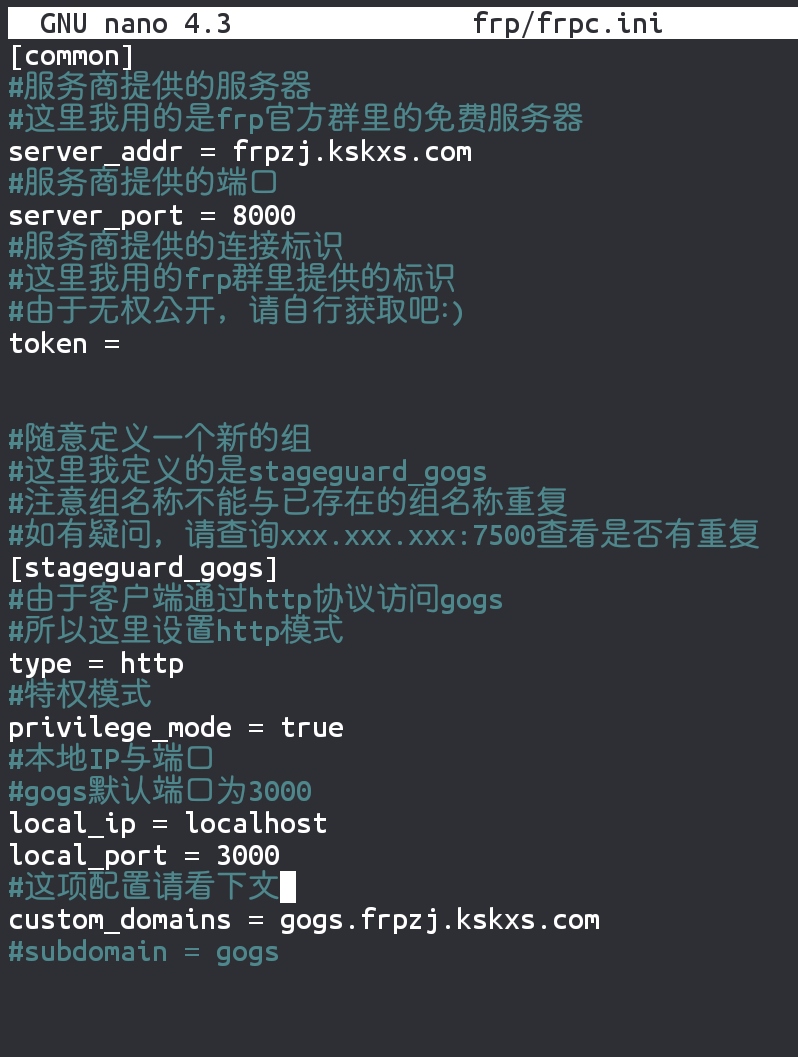 GNU nano 4.3 frp/frpc.ini
[common]
#服务商提供的服务器
#这里我用的是frp官方群里的免费服务器
server_addr = frpzj.kskxs.com
#服务商提供的端口
server_port = 8000
#服务商提供的连接标识
#这里我用的frp群里提供的标识
#由于无权公开，请自行获取吧:)
token =
#随意定义一个新的组
#这里我定义的是stageguard_gogs
#注意组名称不能与已存在的组名称重复
#如有疑问，请查询xxx.xxx.xxx:7500查看是否有重复
[stageguard_gogs]
#由于客户端通过http协议访问gogs
#所以这里设置http模式
type = http
#特权模式
privilege_mode = true
#本地IP与端口
#gogs默认端口为3000
local_ip = localhost
local_port = 3000
#这项配置请看下文
custom_domains = gogs.frpzj.kskxs.com
#subdomain = gogs